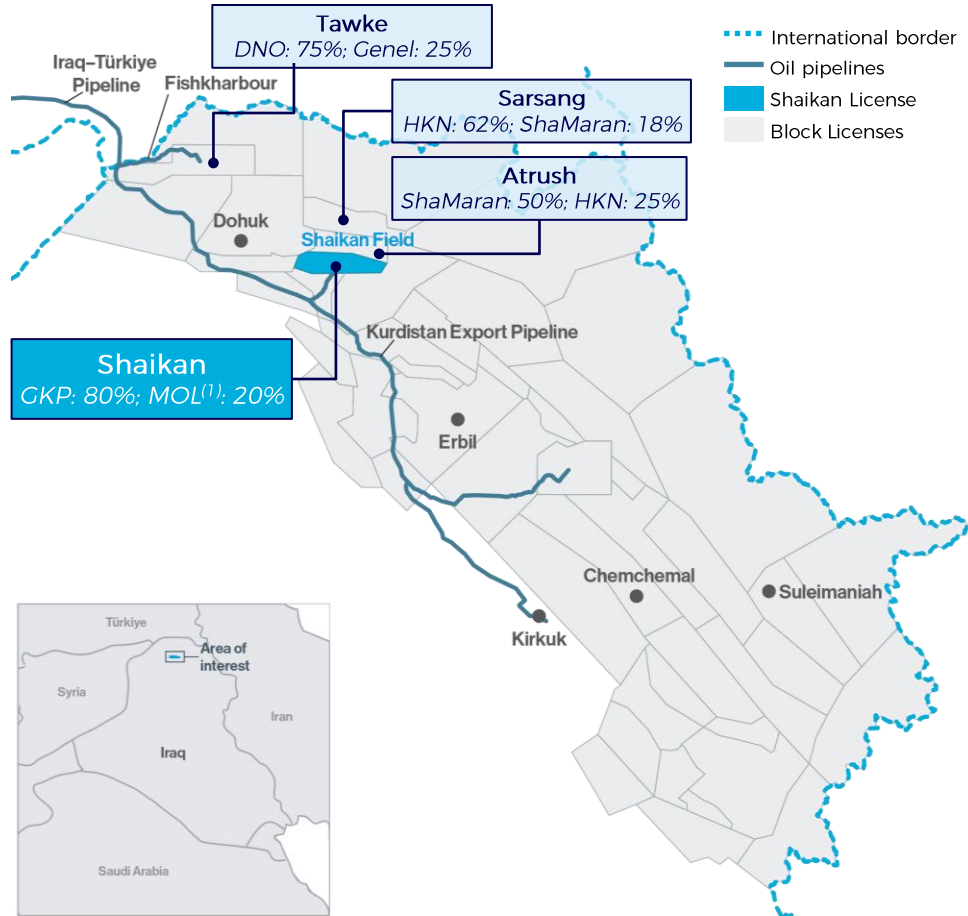 Tawke
DNO: 75%; Genel: 25%
International border
Oil pipelines
Shaikan License
Block Licenses
Iraq–Türkiye
Pipeline
Fishkharbour
Sarsang
HKN: 62%; ShaMaran: 18%
Atrush
ShaMaran: 50%; HKN: 25%
Dohuk
Shaikan Field
Kurdistan Export Pipeline
Shaikan
GKP: 80%; MOL(1): 20%
Erbil
Chemchemal
Suleimaniah
Kirkuk
Türkiye
Area of
interest
Syria
Iran
Iraq
Saudi Arabia